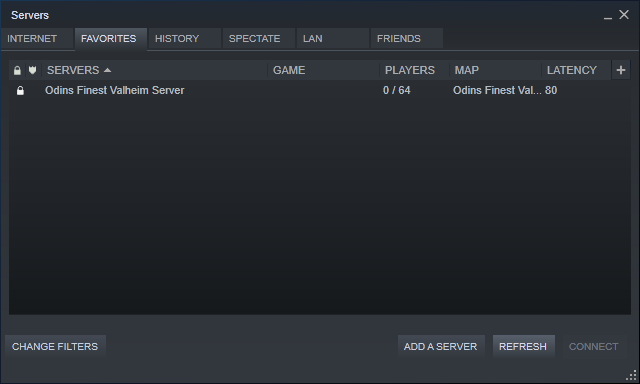 Servers
INTERNET FAVORITES HISTORY SPECTATE LAN FRIENDS
SERVERS GAME PLAYERS MAP LATENCY +
Odins Finest Valheim Server 0 / 64 Odins Finest Val... 80
CHANGE FILTERS ADD A SERVER REFRESH CONNECT